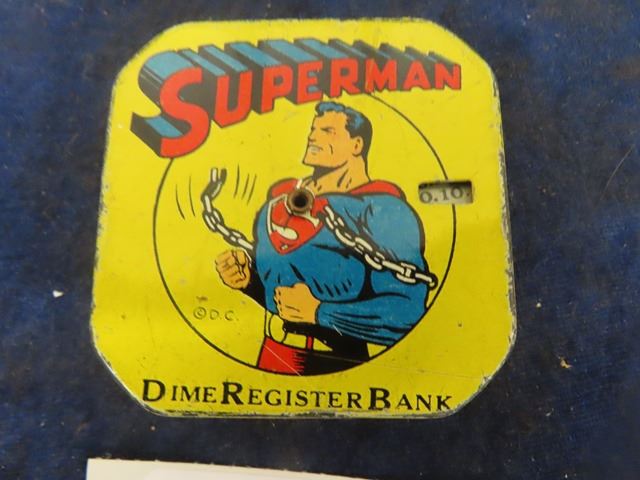 SUPERMAN
0.10.
©D.C.
DIME REGISTER BANK